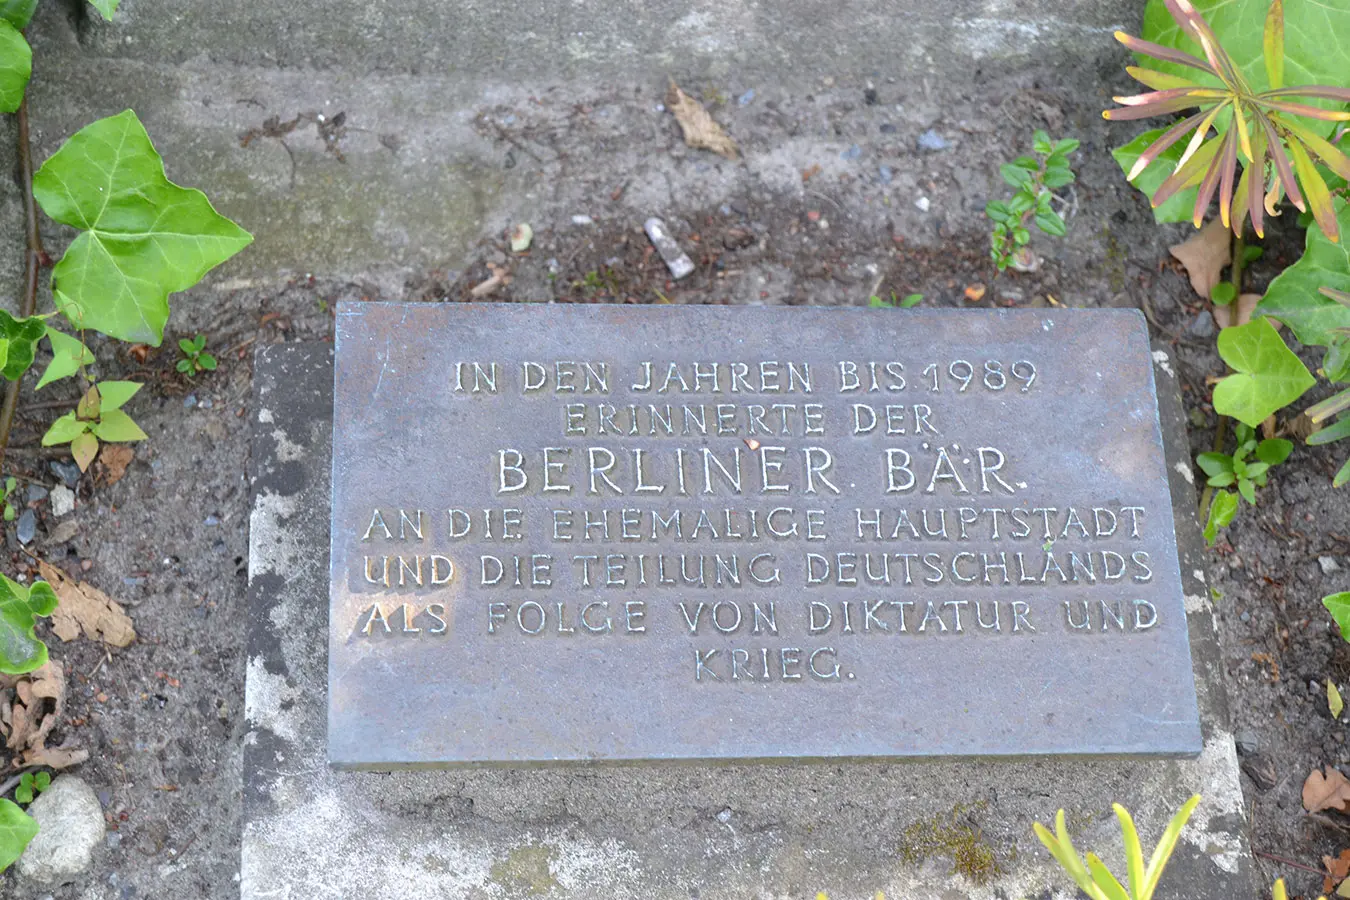 IN DEN JAHREN BIS 1989
ERINNERTE DER
BERLINER BÄR
AN DIE EHEMALIGE HAUPTSTADT
UND DIE TEILUNG DEUTSCHLANDS
ALS FOLGE VON DIKTATUR UND
KRIEG.